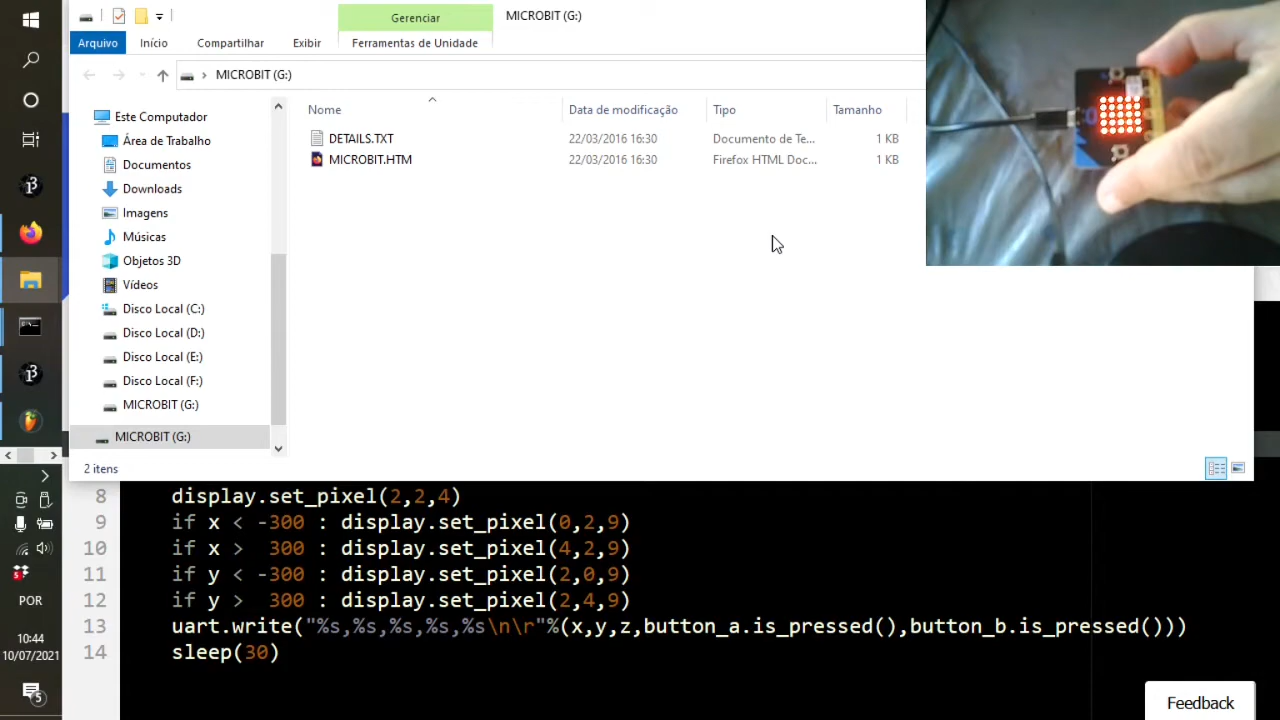 Gerenciar
MICROBIT (G:)
Arquivo
Início
Compartilhar
Exibir
Ferramentas de Unidade
MICROBIT (G:)
Este Computador
Área de Trabalho
Documentos
Downloads
Imagens
Músicas
Objetos 3D
Vídeos
Disco Local (C:)
Disco Local (D:)
Disco Local (E:)
Disco Local (F:)
MICROBIT (G:)
MICROBIT (G:)
Nome Data de modificação Tipo Tamanho
DETAILS.TXT 22/03/2016 16:30 Documento de Te... 1 KB
MICROBIT.HTM 22/03/2016 16:30 Firefox HTML Doc... 1 KB
2 itens
8 display.set_pixel(2,2,4)
9 if x < -300 : display.set_pixel(0,2,9)
10 if x >  300 : display.set_pixel(4,2,9)
11 if y < -300 : display.set_pixel(2,0,9)
12 if y >  300 : display.set_pixel(2,4,9)
13 uart.write("%s,%s,%s,%s,%s\n\r"%(x,y,z,button_a.is_pressed(),button_b.is_pressed()))
14 sleep(30)
POR
10:44
10/07/2021
5
Feedback